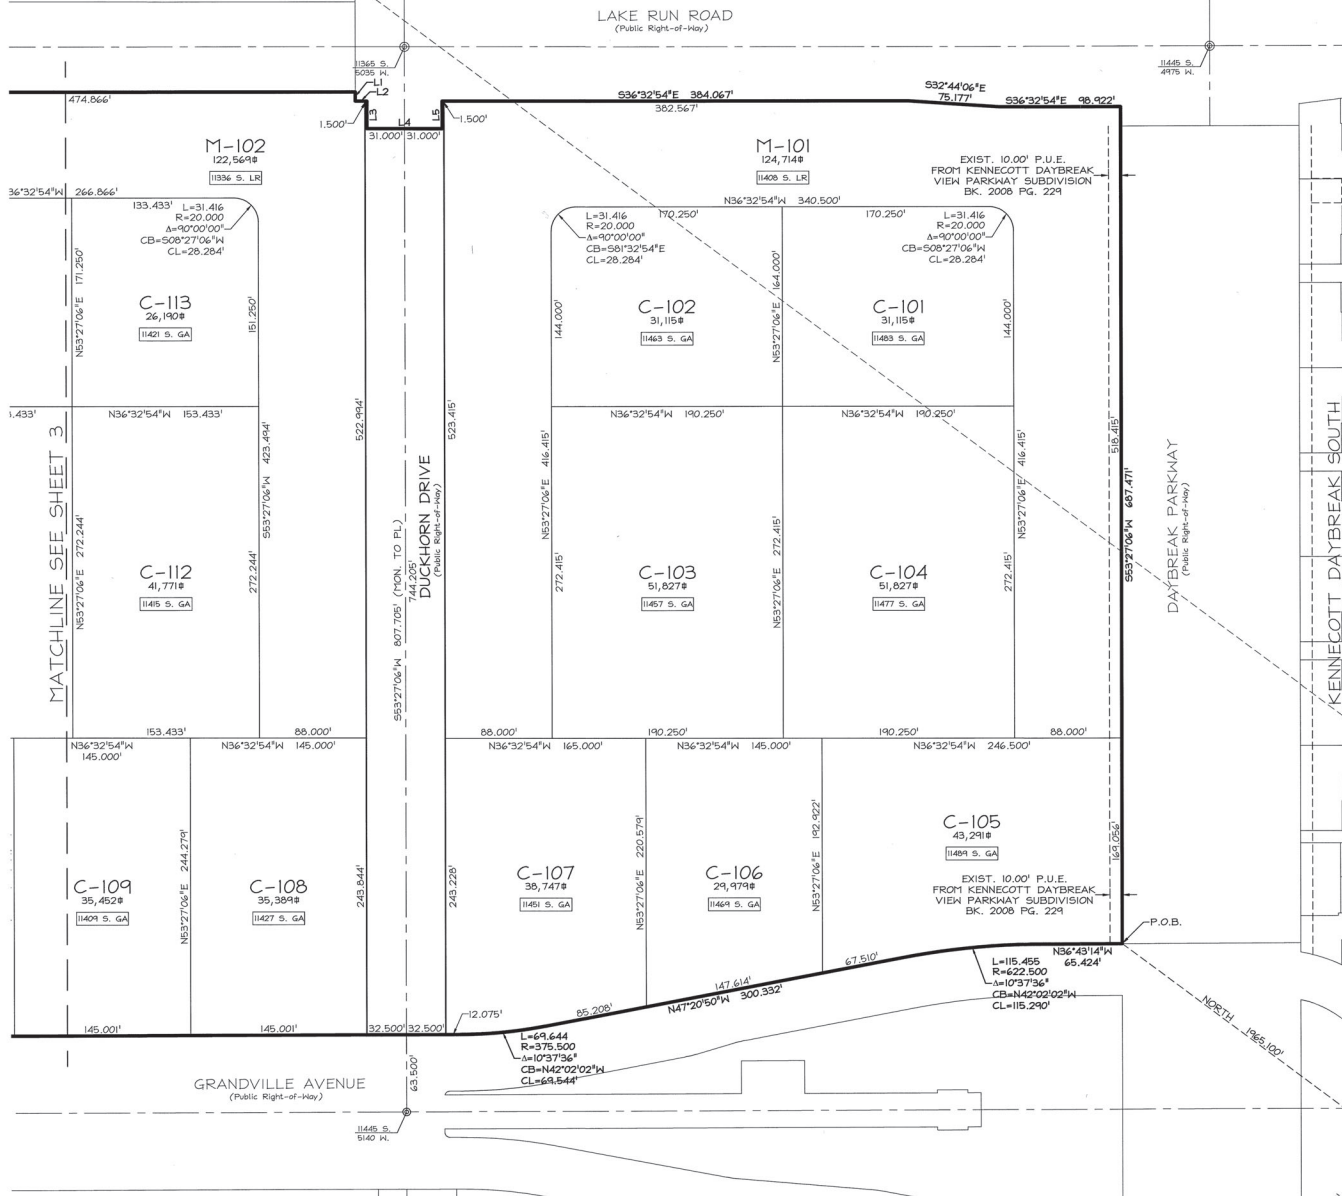 LAKE RUN ROAD
(Public Right-of-Way)
11365 S.
5035 W.
11445 S.
4975 W.
L1
L2
L3
L4
L5
474.866'
1.500'
31.000' 31.000'
1.500'
S36°32'54"E 384.067'
382.567'
S32°44'06"E
75.177'
S36°32'54"E 98.922'
M-102
122,569⌗
11336 S. LR
M-101
124,714⌗
11408 S. LR
EXIST. 10.00' P.U.E.
FROM KENNECOTT DAYBREAK
VIEW PARKWAY SUBDIVISION
BK. 2008 PG. 229
36°32'54"W 266.866'
133.433'
L=31.416
R=20.000
Δ=90°00'00"
CB=S08°27'06"W
CL=28.284'
N36°32'54"W 340.500'
170.250'
170.250'
L=31.416
R=20.000
Δ=90°00'00"
CB=S81°32'54"E
CL=28.284'
L=31.416
R=20.000
Δ=90°00'00"
CB=S08°27'06"W
CL=28.284'
N53°27'06"E 171.250'
151.250'
C-113
26,190⌗
11421 S. GA
144.000'
C-102
31,115⌗
11463 S. GA
N53°27'06"E 164.000'
C-101
31,115⌗
11483 S. GA
144.000'
3.433'
N36°32'54"W 153.433'
522.994'
523.415'
N36°32'54"W 190.250'
N36°32'54"W 190.250'
518.415'
S53°27'06"W 687.471'
MATCHLINE SEE SHEET 3
S53°27'06"W 423.494'
N53°27'06"E 272.244'
272.244'
C-112
41,771⌗
11415 S. GA
S53°27'06"W 807.705' (MON. TO PL)
744.205'
DUCKHORN DRIVE
(Public Right-of-Way)
N53°27'06"E 416.415'
272.415'
C-103
51,827⌗
11457 S. GA
N53°27'06"E 272.415'
C-104
51,827⌗
11477 S. GA
N53°27'06"E 416.415'
272.415'
DAYBREAK PARKWAY
(Public Right-of-Way)
KENNECOTT DAYBREAK SOUTH
153.433'
88.000'
N36°32'54"W
145.000'
N36°32'54"W 145.000'
88.000'
190.250'
190.250'
88.000'
N36°32'54"W 165.000'
N36°32'54"W 145.000'
N36°32'54"W 246.500'
C-109
35,452⌗
11409 S. GA
N53°27'06"E 244.279'
C-108
35,389⌗
11427 S. GA
243.844'
243.228'
C-107
38,747⌗
11451 S. GA
N53°27'06"E 220.579'
C-106
29,979⌗
11469 S. GA
N53°27'06"E 192.922'
C-105
43,291⌗
11489 S. GA
169.056'
EXIST. 10.00' P.U.E.
FROM KENNECOTT DAYBREAK
VIEW PARKWAY SUBDIVISION
BK. 2008 PG. 229
P.O.B.
N36°43'14"W
65.424'
L=115.455
R=622.500
Δ=10°37'36"
CB=N42°02'02"W
CL=115.290'
67.510'
147.614'
N47°20'50"W 300.332'
85.208'
12.075'
145.001'
145.001'
32.500' 32.500'
L=69.644
R=375.500
Δ=10°37'36"
CB=N42°02'02"W
CL=69.544'
NORTH 1965.100'
63.500'
GRANDVILLE AVENUE
(Public Right-of-Way)
11445 S.
5140 W.